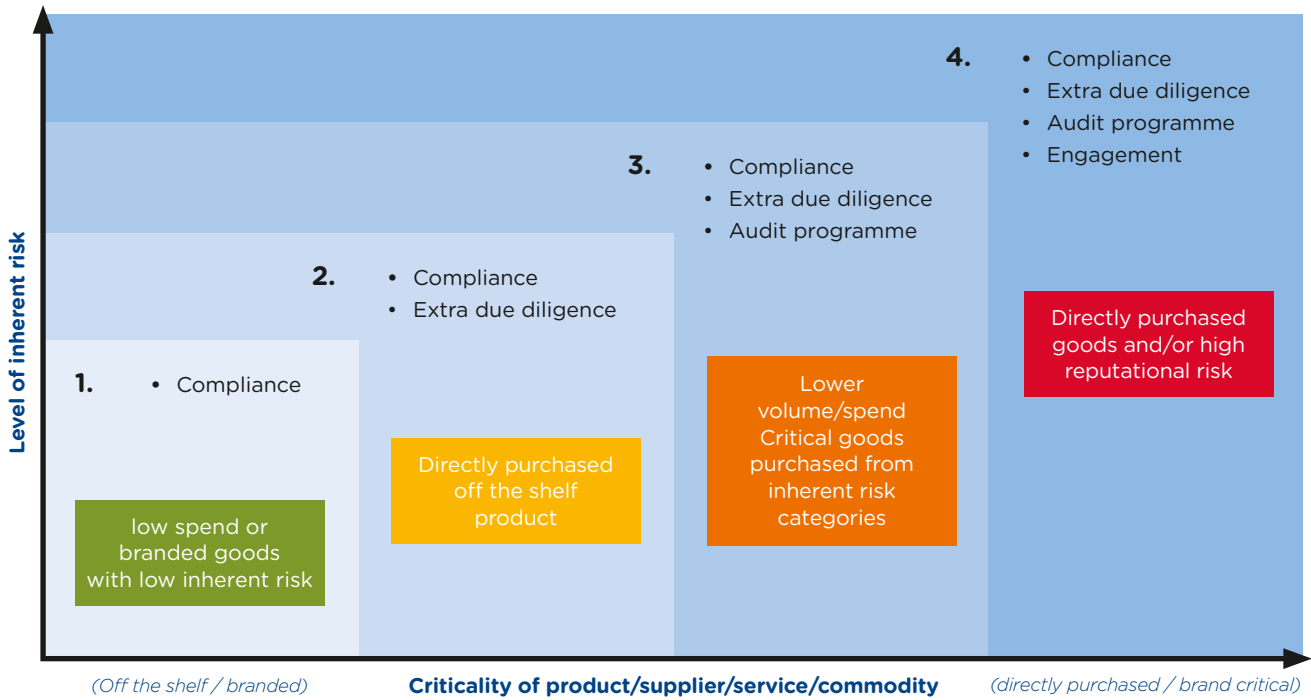 4.
• Compliance
• Extra due diligence
• Audit programme
• Engagement
3.
• Compliance
• Extra due diligence
• Audit programme
2.
• Compliance
• Extra due diligence
1.
• Compliance
Directly purchased
goods and/or high
reputational risk
Lower
volume/spend
Critical goods
purchased from
inherent risk
categories
Directly purchased
off the shelf
product
low spend or
branded goods
with low inherent risk
Level of inherent risk
(Off the shelf / branded)
Criticality of product/supplier/service/commodity
(directly purchased / brand critical)